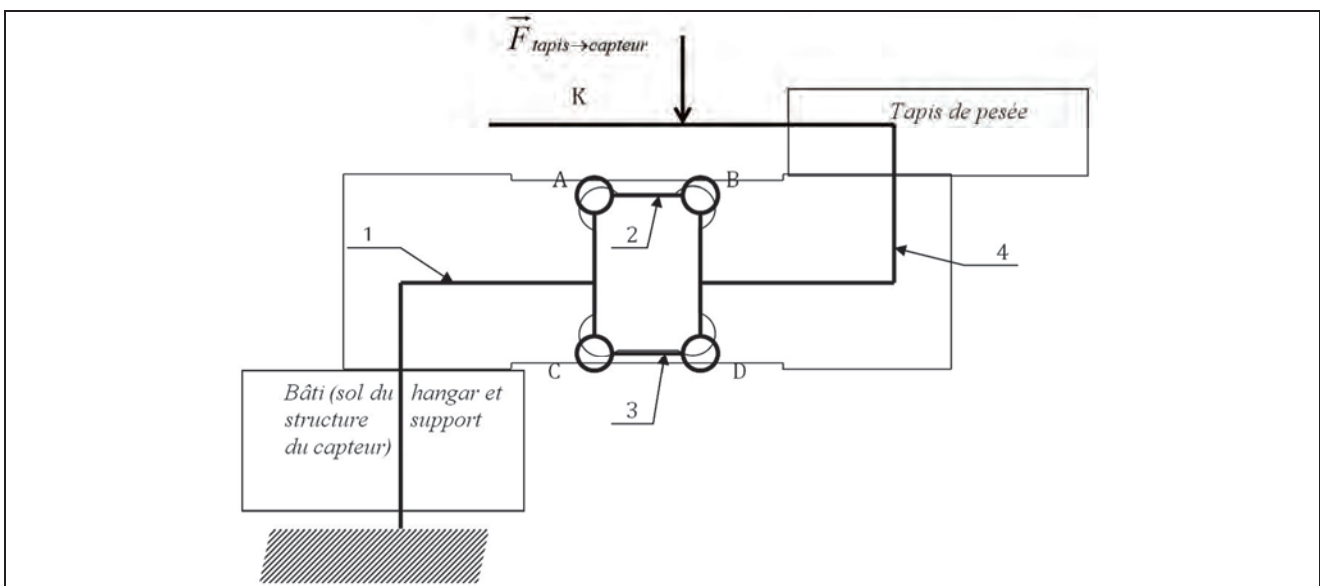 F tapis→capteur
K
Tapis de pesée
A
B
1
2
4
C
D
3
Bâti (sol du hangar et
structure support
du capteur)